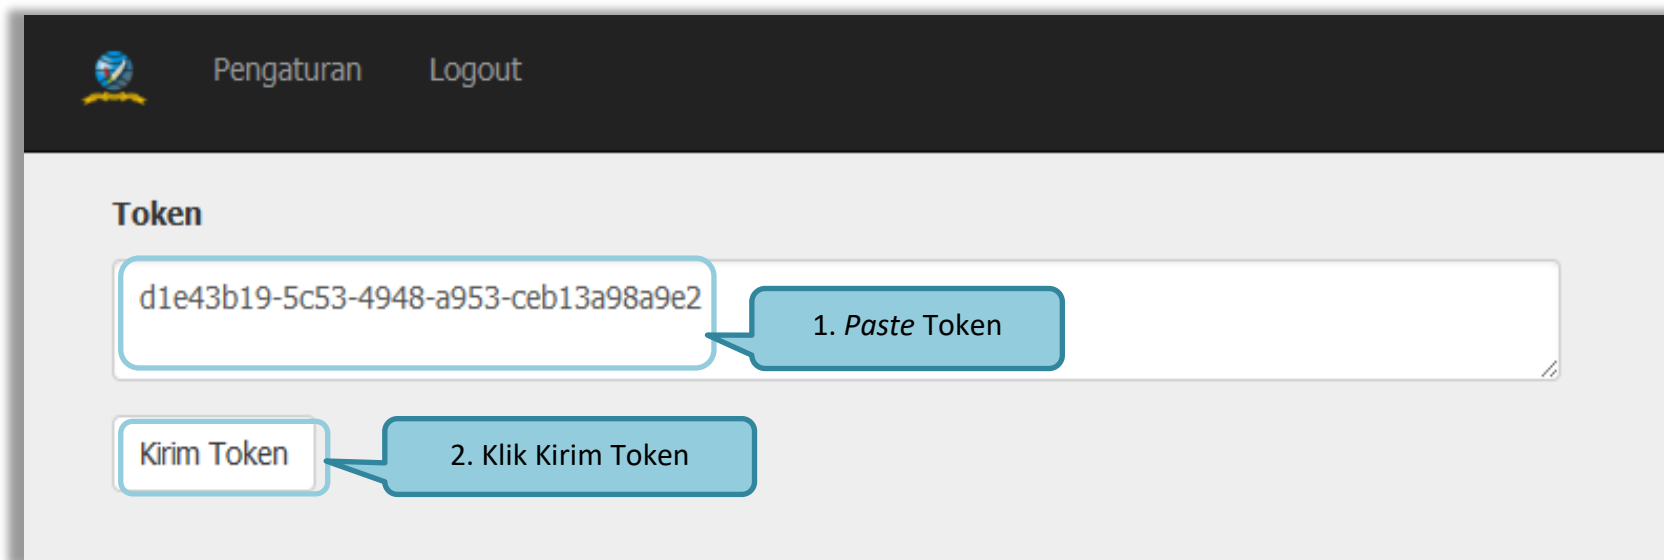 Pengaturan Logout
Token
d1e43b19-5c53-4948-a953-ceb13a98a9e2
1. Paste Token
Kirim Token
2. Klik Kirim Token